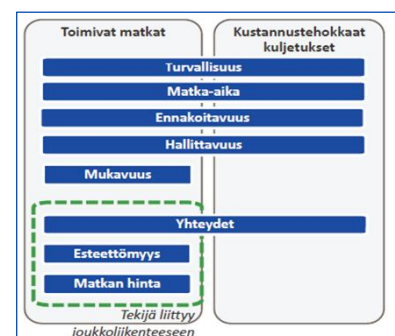 Toimivat matkat
Kustannustehokkaat
kuljetukset
Turvallisuus
Matka-aika
Ennakoitavuus
Hallittavuus
Mukavuus
Yhteydet
Esteettömyys
Matkan hinta
Tekijä liittyy
joukkoliikenteeseen